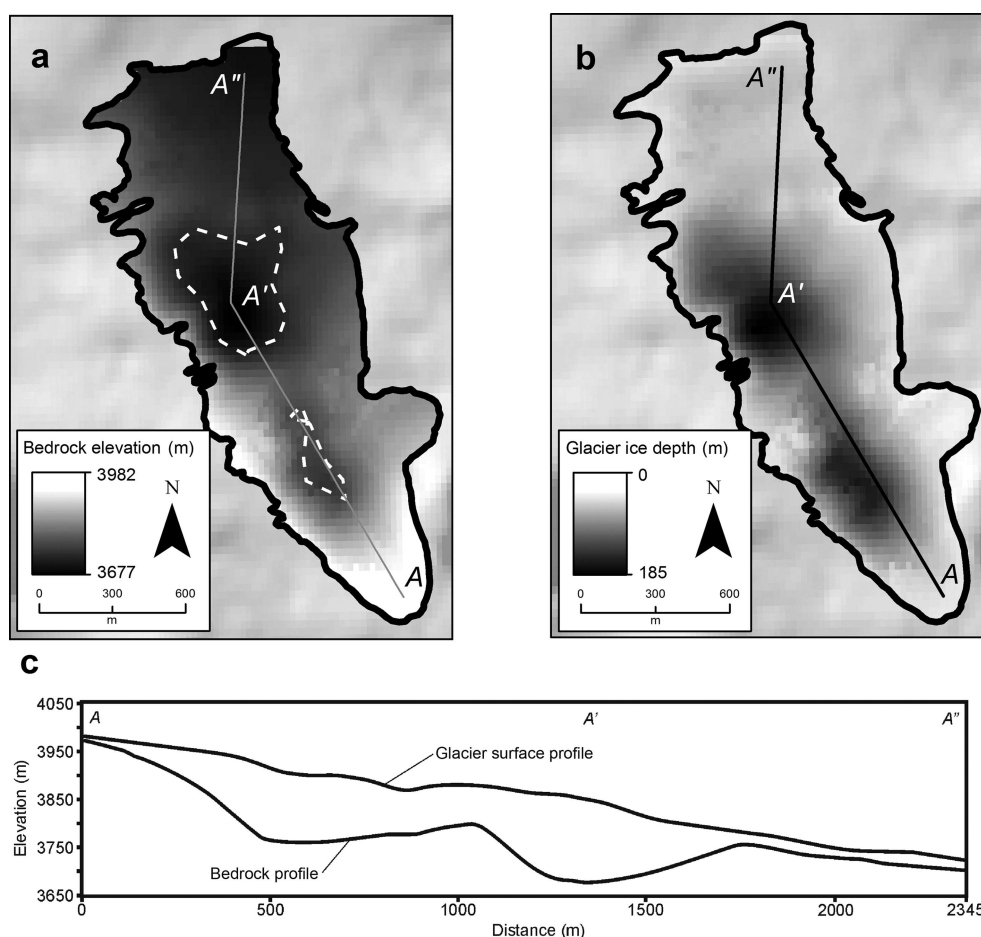 a
A"
A'
A
Bedrock elevation (m)
3982
3677
N
0 300 600
m
b
A"
A'
A
Glacier ice depth (m)
0
185
N
0 300 600
m
c
4050
3950
3850
3750
3650
Elevation (m)
A A' A"
Glacier surface profile
Bedrock profile
0 500 1000 1500 2000 2345
Distance (m)